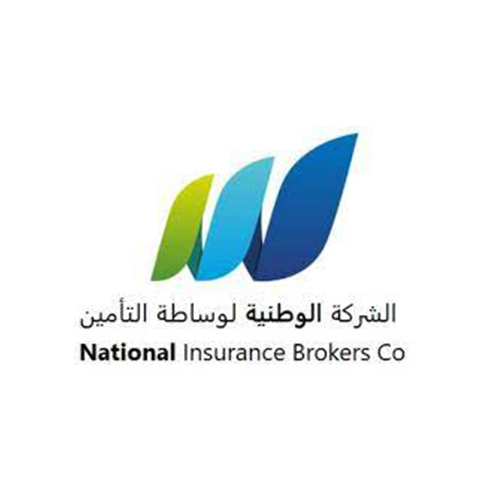 الشركة الوطنية لوساطة التأمين
National Insurance Brokers Co